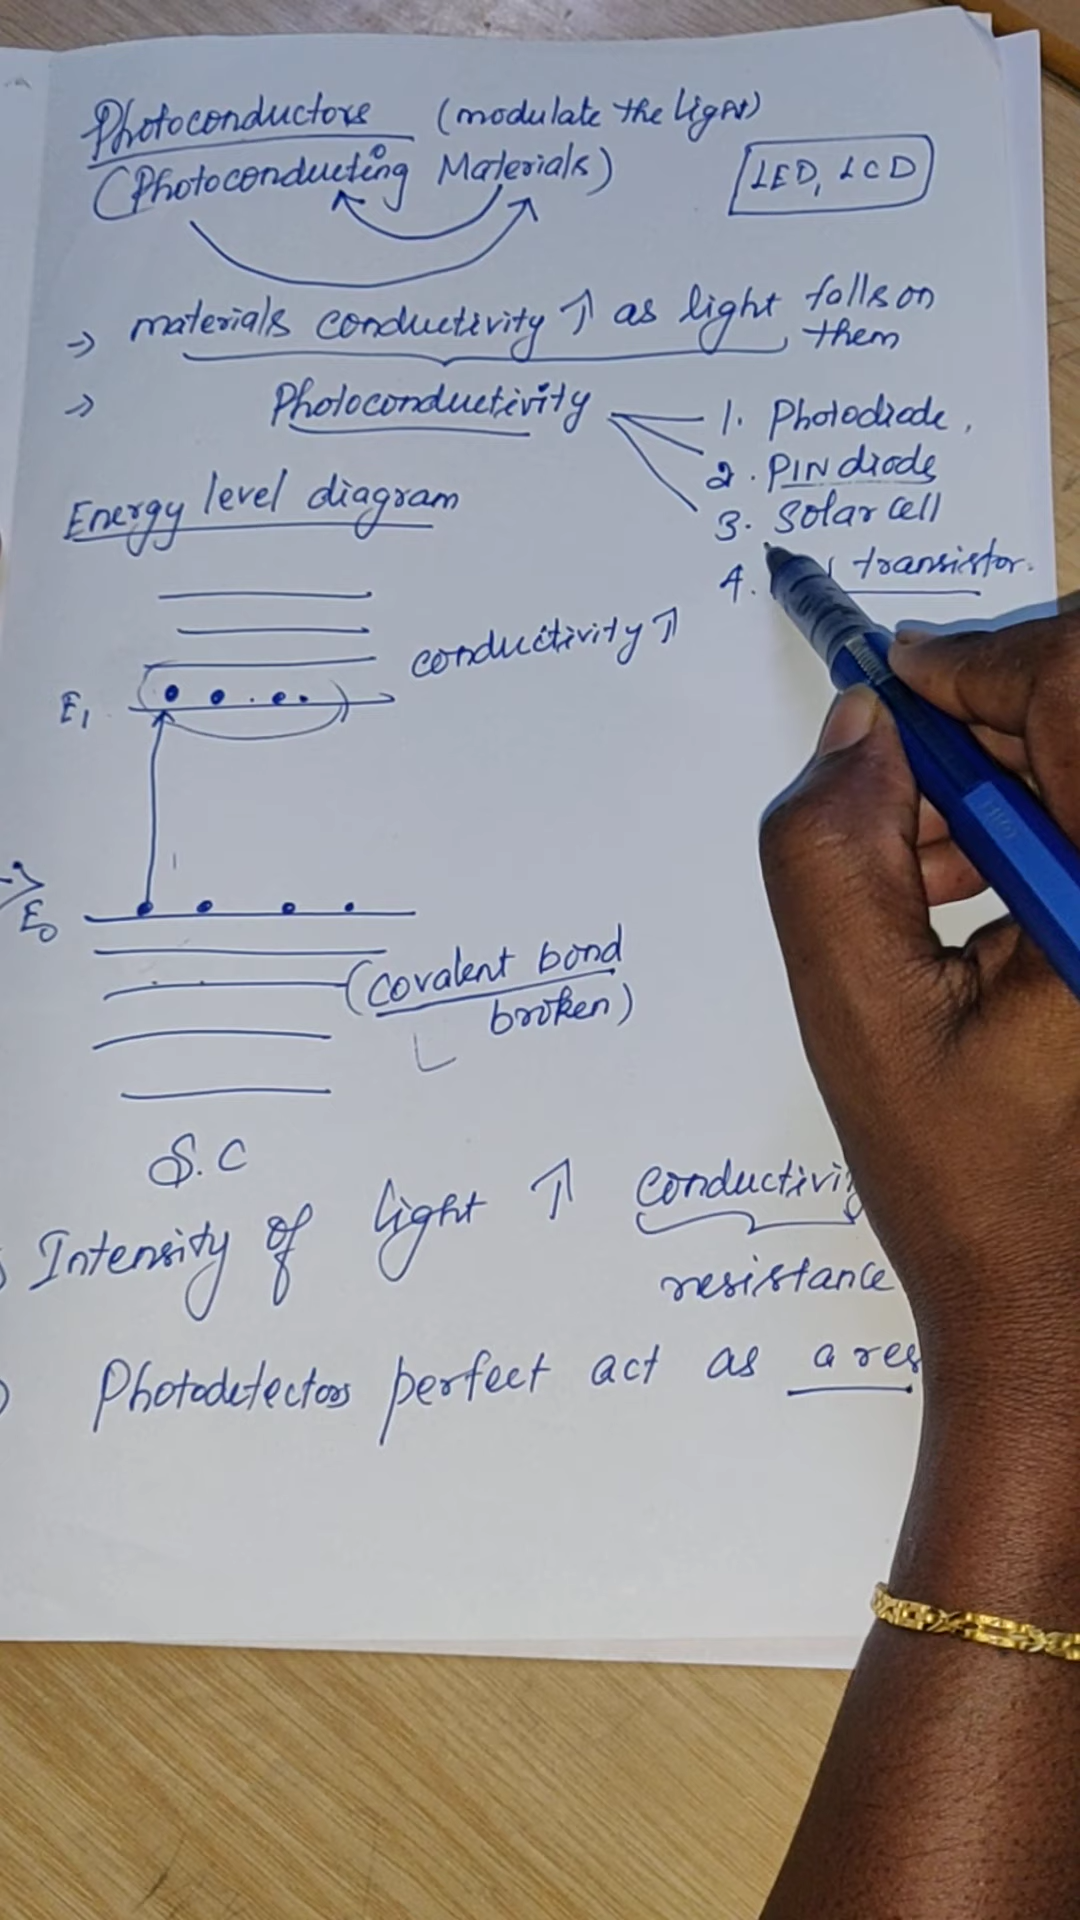 Photoconductors (modulate the light)
(Photoconducting Materials)
LED, LCD
→ materials conductivity ↑ as light falls on
them
→ Photoconductivity
1. Photodiode,
2. PIN diode
3. Solar cell
4. transistor.
Energy level diagram
conductivity ↑
E1
E0
(covalent bond
broken)
S.C
Intensity of light ↑
resistance
Photodetectors perfect act as a